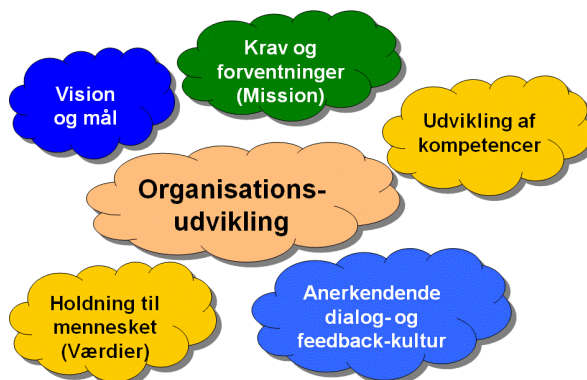 Krav og
forventninger
(Mission)
Vision
og mål
Udvikling af
kompetencer
Organisations-
udvikling
Holdning til
mennesket
(Værdier)
Anerkendende
dialog- og
feedback-kultur